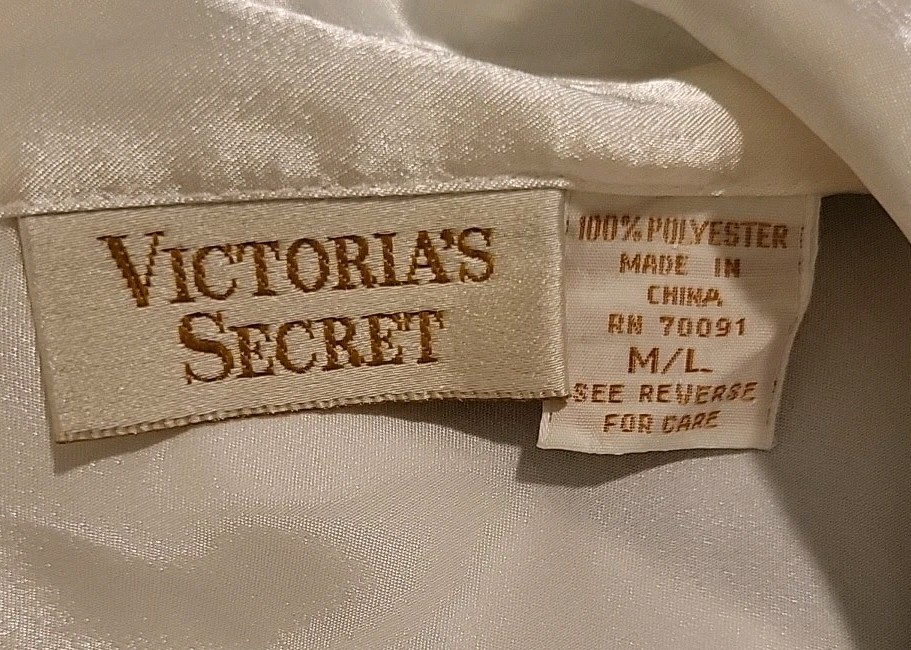 VICTORIA'S
SECRET
100% POLYESTER
MADE IN
CHINA
RN 70091
M/L
SEE REVERSE
FOR CARE